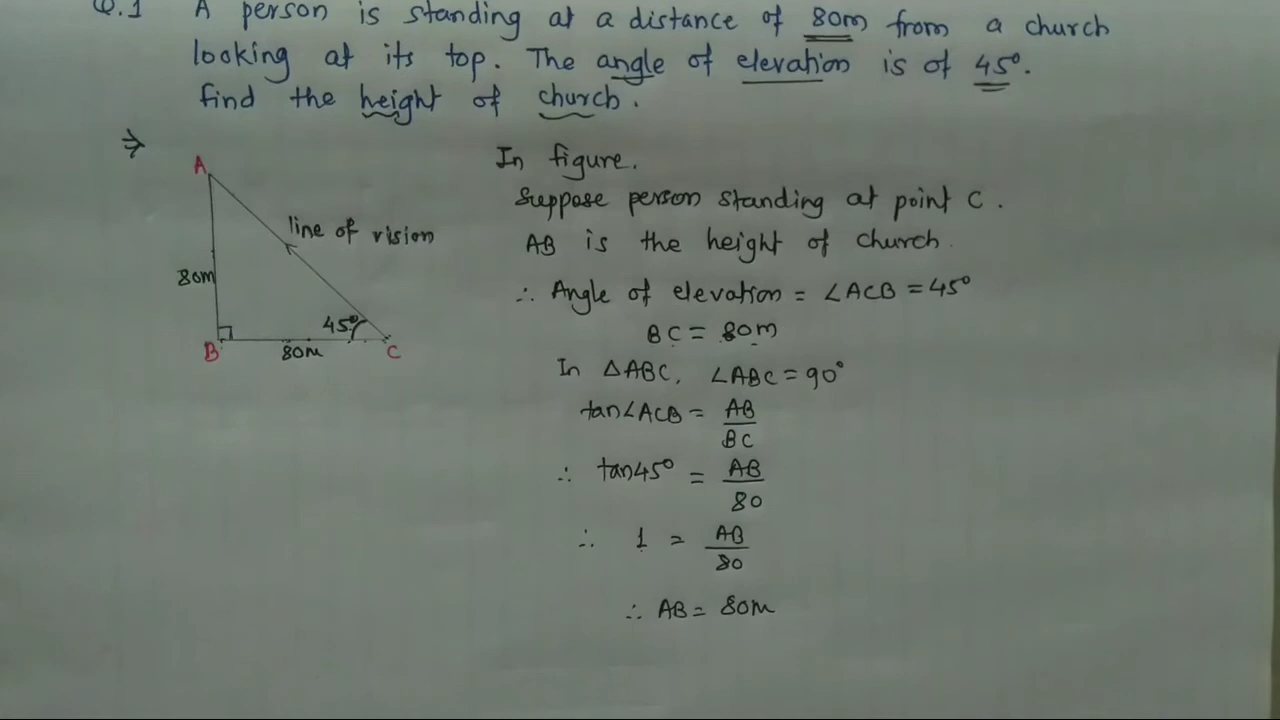 Q.1 A person is standing at a distance of 80m from a church
looking at its top. The angle of elevation is of 45°.
find the height of church.
⇒
A
line of vision
80m
45°
B
80m
C
In figure.
Suppose person standing at point C.
AB is the height of church.
∴ Angle of elevation = ∠ACB = 45°
BC = 80m
In △ABC, ∠ABC = 90°
tan∠ACB = AB/BC
∴ tan45° = AB/80
∴ 1 = AB/80
∴ AB = 80m